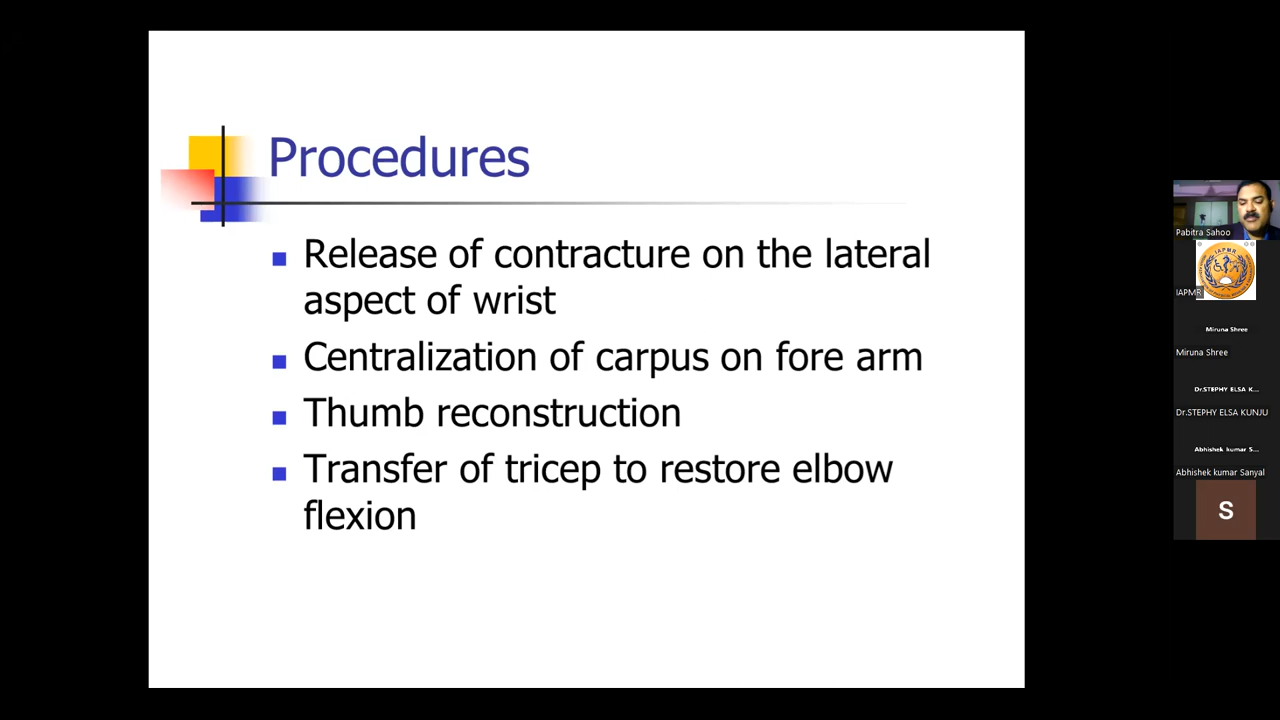 Procedures
Release of contracture on the lateral
aspect of wrist
Centralization of carpus on fore arm
Thumb reconstruction
Transfer of tricep to restore elbow
flexion
Pabitra Sahoo
IAPMR
IAPMR
Miruna Shree
Miruna Shree
Dr.STEPHY ELSA K...
Dr.STEPHY ELSA KUNJU
Abhishek kumar S...
Abhishek kumar Sanyal
S